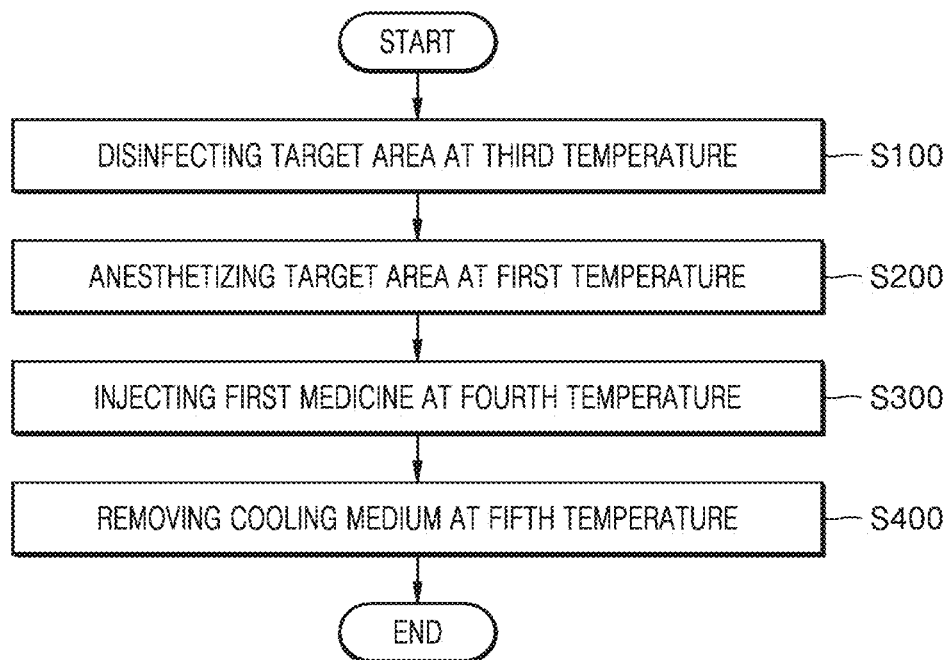 START
DISINFECTING TARGET AREA AT THIRD TEMPERATURE S100
ANESTHETIZING TARGET AREA AT FIRST TEMPERATURE S200
INJECTING FIRST MEDICINE AT FOURTH TEMPERATURE S300
REMOVING COOLING MEDIUM AT FIFTH TEMPERATURE S400
END